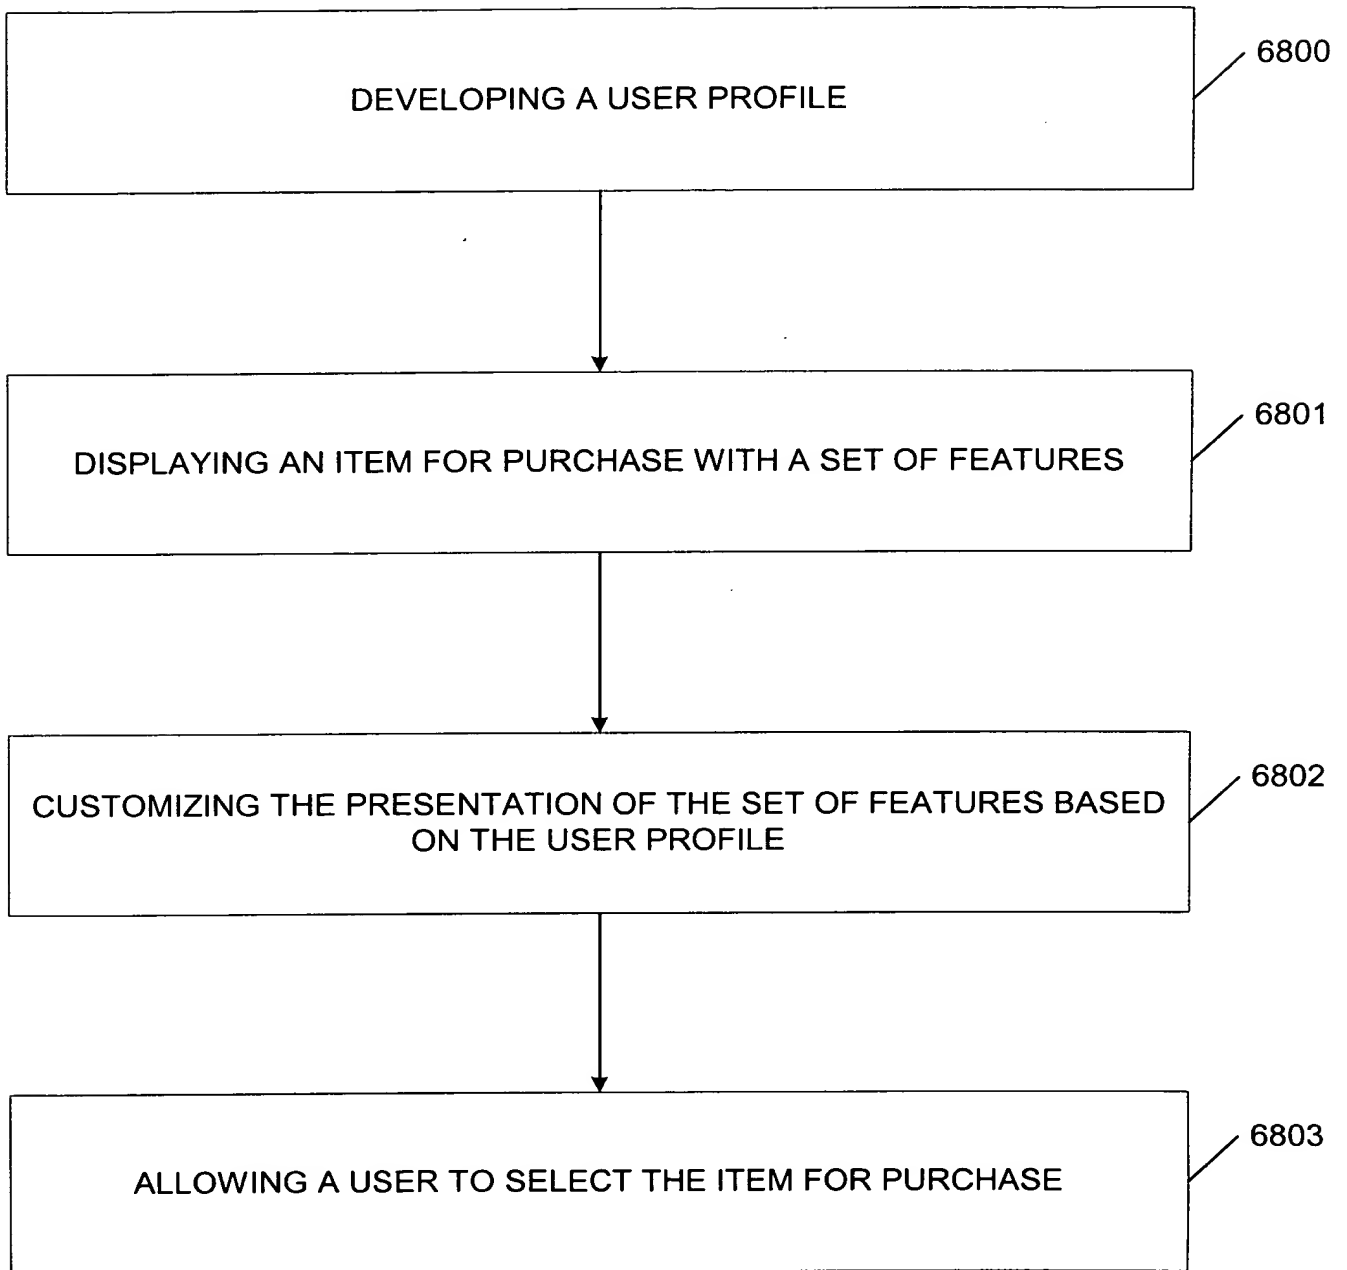 6800
DEVELOPING A USER PROFILE
6801
DISPLAYING AN ITEM FOR PURCHASE WITH A SET OF FEATURES
6802
CUSTOMIZING THE PRESENTATION OF THE SET OF FEATURES BASED
ON THE USER PROFILE
6803
ALLOWING A USER TO SELECT THE ITEM FOR PURCHASE